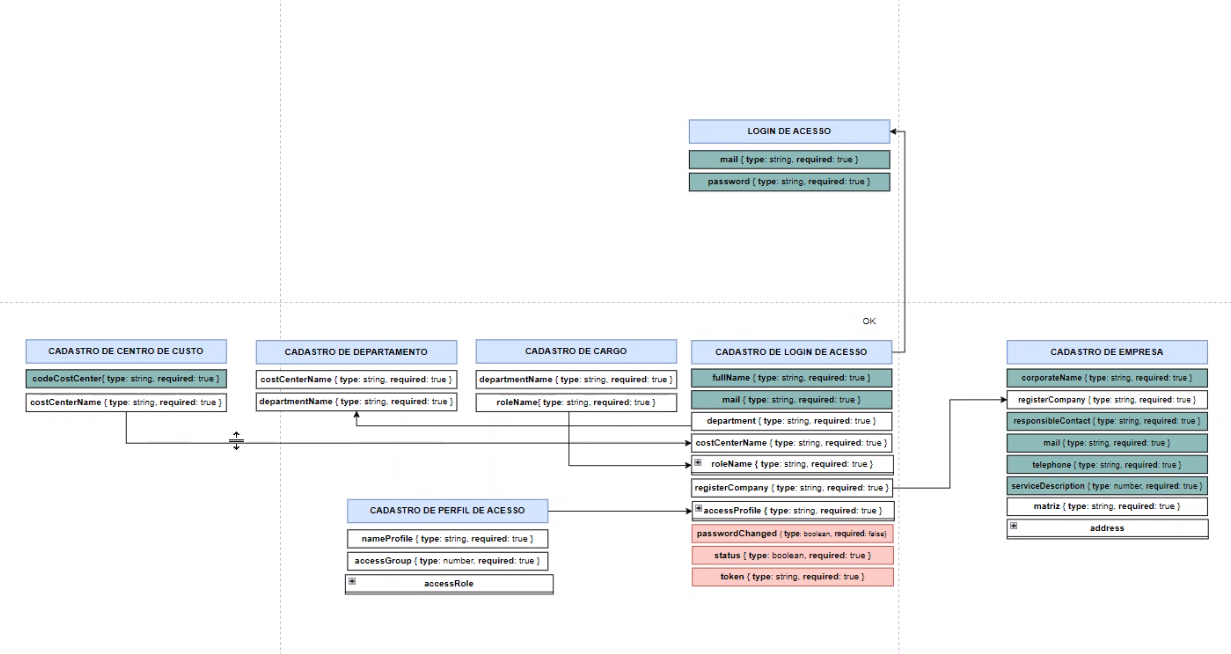 LOGIN DE ACESSO
mail { type: string, required: true }
password { type: string, required: true }
OK
CADASTRO DE CENTRO DE CUSTO
codeCostCenter{ type: string, required: true }
costCenterName { type: string, required: true }
CADASTRO DE DEPARTAMENTO
costCenterName { type: string, required: true }
departmentName { type: string, required: true }
CADASTRO DE CARGO
departmentName { type: string, required: true }
roleName{ type: string, required: true }
CADASTRO DE LOGIN DE ACESSO
fullName { type: string, required: true }
mail { type: string, required: true }
department { type: string, required: true }
costCenterName { type: string, required: true }
roleName { type: string, required: true }
registerCompany { type: string, required: true }
accessProfile { type: string, required: true }
passwordChanged { type: boolean, required: false}
status { type: boolean, required: true }
token { type: string, required: true }
CADASTRO DE EMPRESA
corporateName { type: string, required: true }
registerCompany { type: string, required: true }
responsibleContact { type: string, required: true }
mail { type: string, required: true }
telephone { type: string, required: true }
serviceDescription { type: number, required: true }
matriz { type: string, required: true }
address
CADASTRO DE PERFIL DE ACESSO
nameProfile { type: string, required: true }
accessGroup { type: number, required: true }
accessRole